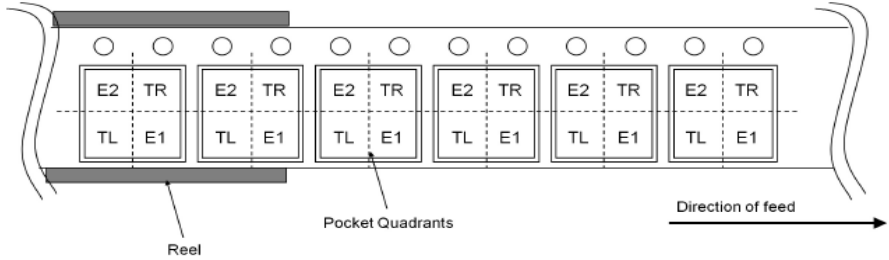 E2 TR E2 TR E2 TR E2 TR E2 TR E2 TR
TL E1 TL E1 TL E1 TL E1 TL E1 TL E1
Direction of feed
Pocket Quadrants
Reel